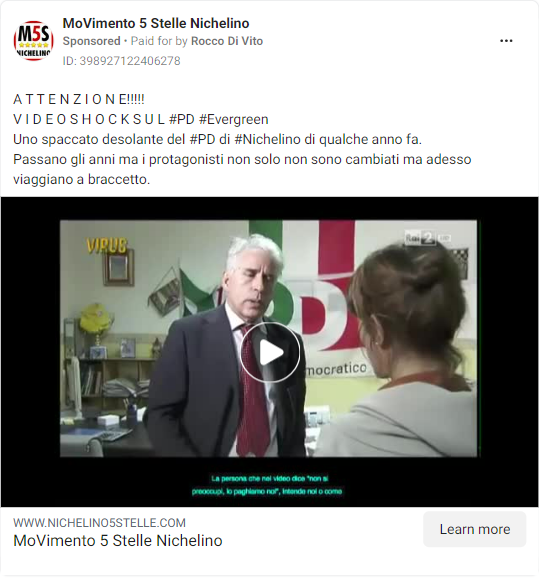 M5S
NICHELINO
MoVimento 5 Stelle Nichelino
Sponsored • Paid for by Rocco Di Vito
ID: 398927122406278
A T T E N Z I O N E!!!!!
V I D E O S H O C K S U L #PD #Evergreen
Uno spaccato desolante del #PD di #Nichelino di qualche anno fa.
Passano gli anni ma i protagonisti non solo non sono cambiati ma adesso
viaggiano a braccetto.
VIRUS
Rai 2
PD
mocratico
La persona che nel video dice "non si
preoccupi, lo paghiamo noi", intende noi o come
WWW.NICHELINO5STELLE.COM
MoVimento 5 Stelle Nichelino
Learn more